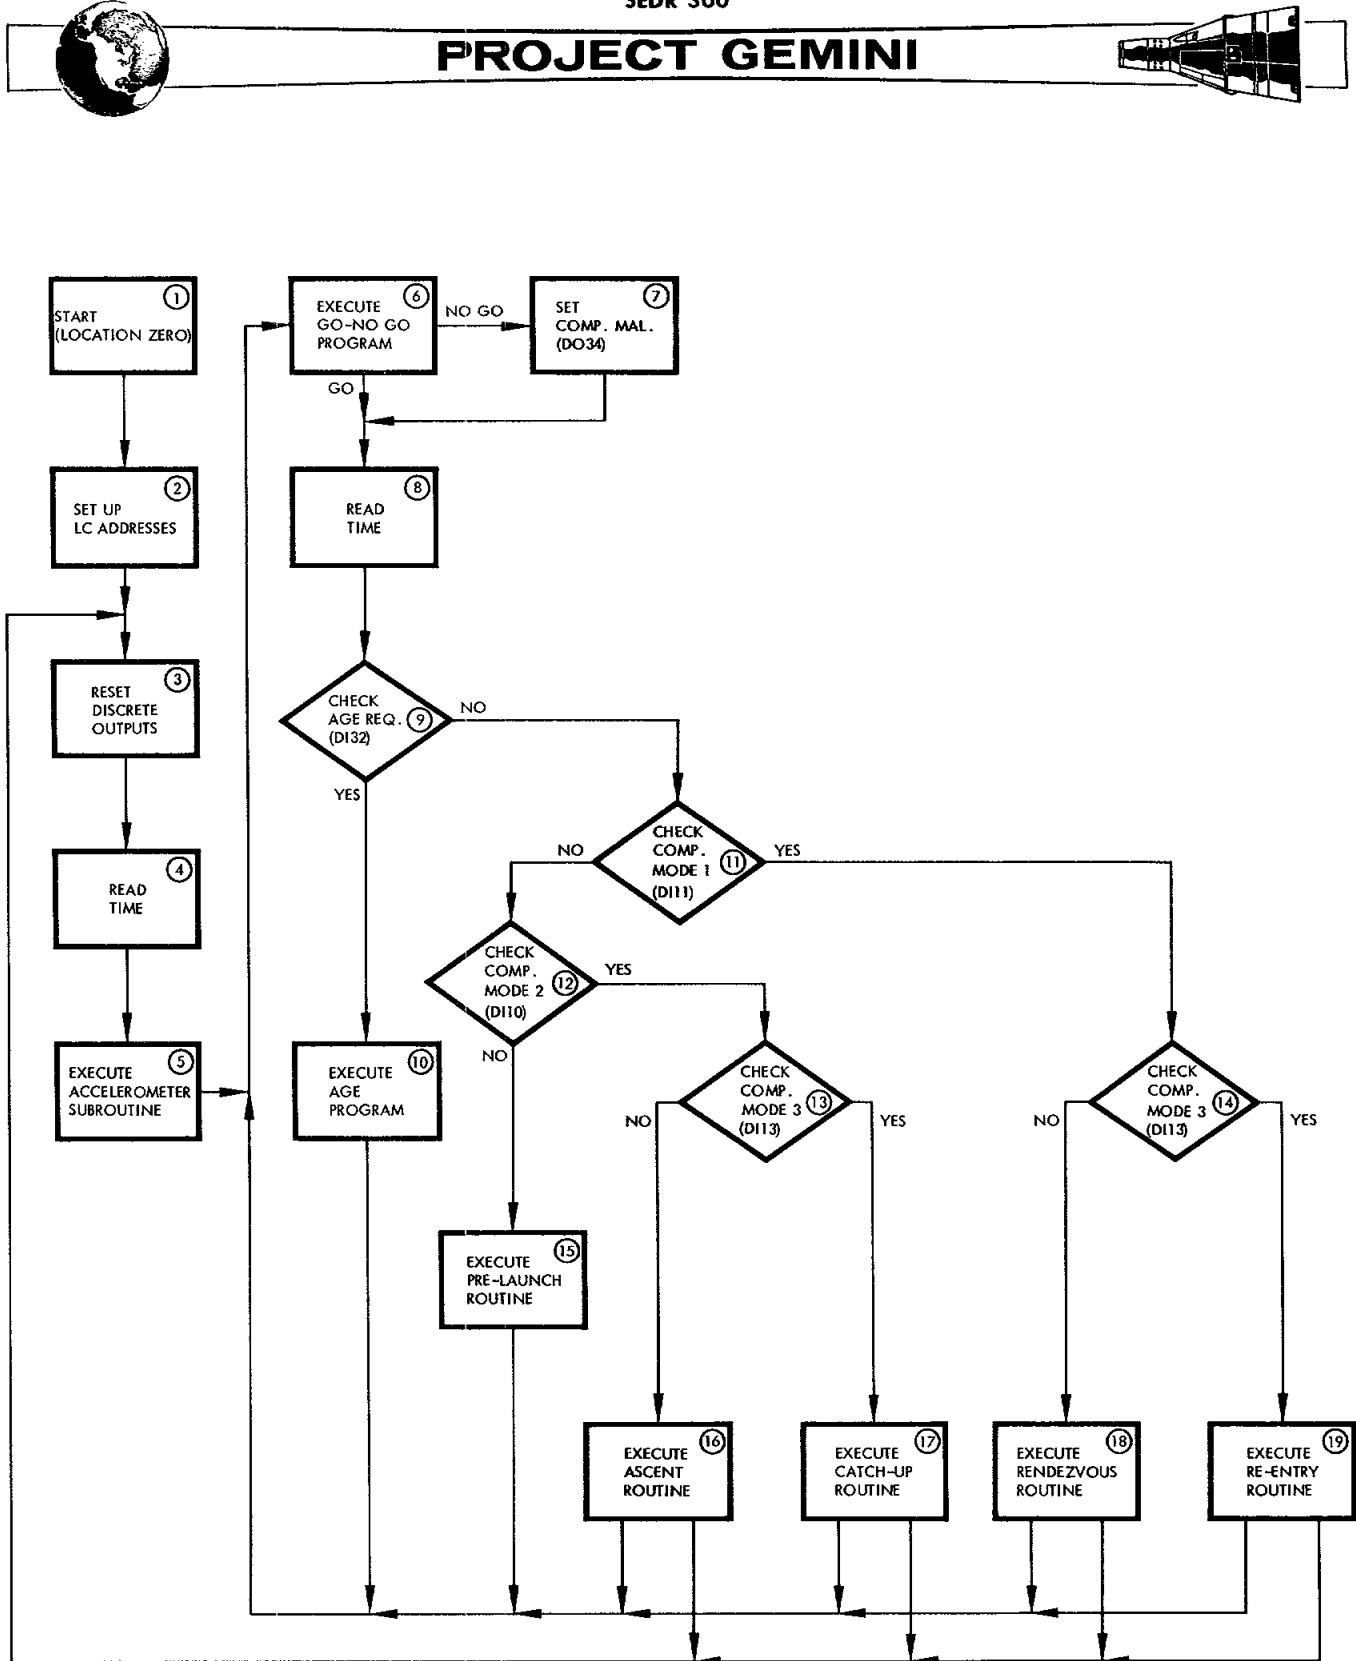 SEDR 300
PROJECT GEMINI
1
START
(LOCATION ZERO)
2
SET UP
LC ADDRESSES
3
RESET
DISCRETE
OUTPUTS
4
READ
TIME
5
EXECUTE
ACCELEROMETER
SUBROUTINE
6
EXECUTE
GO-NO GO
PROGRAM
NO GO
GO
7
SET
COMP. MAL.
(DO34)
8
READ
TIME
CHECK
AGE REQ. 9
(DI32)
NO
YES
10
EXECUTE
AGE
PROGRAM
CHECK
COMP.
MODE 1 11
(DI11)
NO
YES
CHECK
COMP.
MODE 2 12
(DI10)
YES
NO
CHECK
COMP.
MODE 3 13
(DI13)
NO
YES
CHECK
COMP.
MODE 3 14
(DI13)
NO
YES
15
EXECUTE
PRE-LAUNCH
ROUTINE
16
EXECUTE
ASCENT
ROUTINE
17
EXECUTE
CATCH-UP
ROUTINE
18
EXECUTE
RENDEZVOUS
ROUTINE
19
EXECUTE
RE-ENTRY
ROUTINE